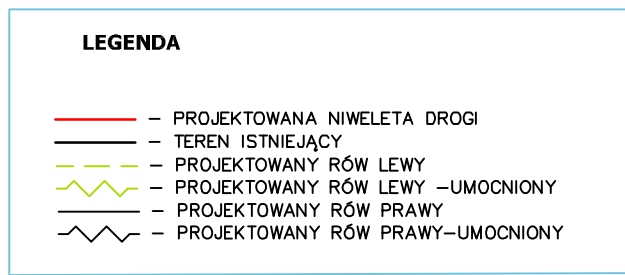 LEGENDA
– PROJEKTOWANA NIWELETA DROGI
– TEREN ISTNIEJĄCY
– PROJEKTOWANY RÓW LEWY
– PROJEKTOWANY RÓW LEWY –UMOCNIONY
– PROJEKTOWANY RÓW PRAWY
– PROJEKTOWANY RÓW PRAWY–UMOCNIONY